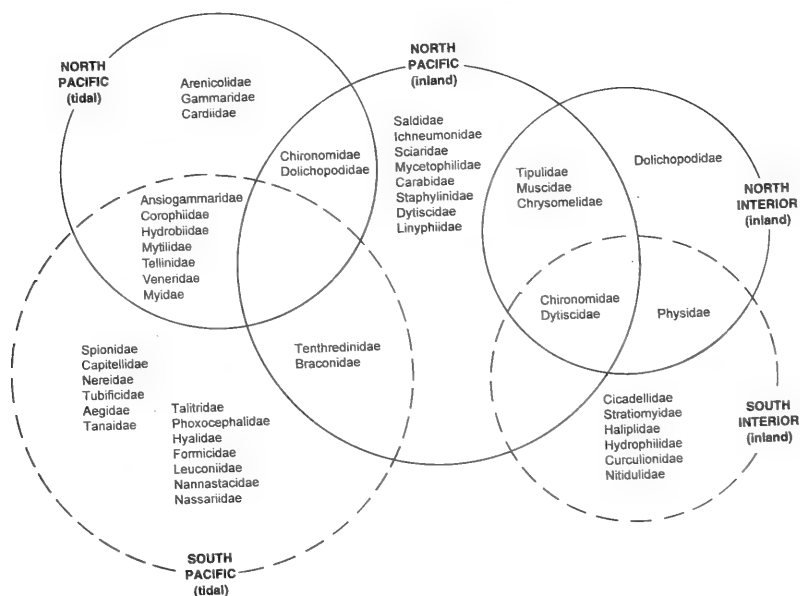 NORTH
PACIFIC
(tidal)
NORTH
PACIFIC
(inland)
Arenicolidae
Gammaridae
Cardiidae
Saldidae
Ichneumonidae
Sciaridae
Mycetophilidae
Carabidae
Staphylinidae
Dytiscidae
Linyphiidae
Chironomidae
Dolichopodidae
Tipulidae
Muscidae
Chrysomelidae
Dolichopodidae
NORTH
INTERIOR
(inland)
Ansiogammaridae
Corophiidae
Hydrobiidae
Mytilidae
Tellinidae
Veneridae
Myidae
Chironomidae
Dytiscidae
Physidae
Spionidae
Capitellidae
Nereidae
Tubificidae
Aegidae
Tanaidae
Tenthredinidae
Braconidae
Talitridae
Phoxocephalidae
Hyalidae
Formicidae
Leuconiidae
Nannastacidae
Nassariidae
Cicadellidae
Stratiomyidae
Haliplidae
Hydrophilidae
Curculionidae
Nitidulidae
SOUTH
INTERIOR
(inland)
SOUTH
PACIFIC
(tidal)